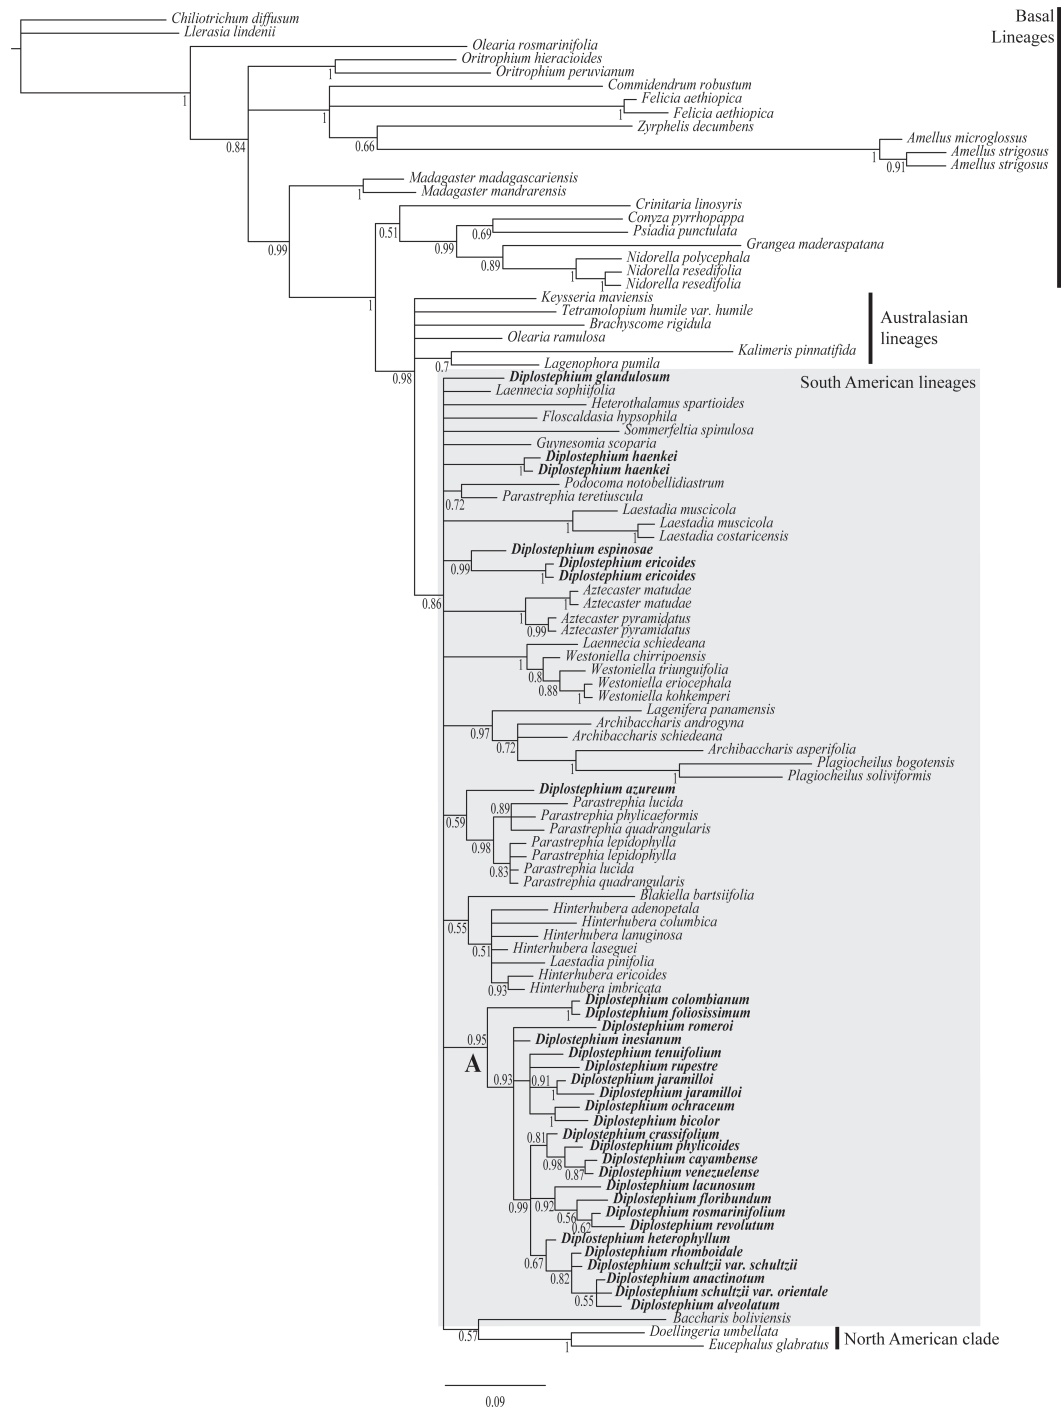 Chiliotrichum diffusum
Basal
Lineages
Llerasia lindenii
Olearia rosmarinifolia
Oritrophium hieracioides
1
Oritrophium peruvianum
Commidendrum robustum
1
Felicia aethiopica
1
Felicia aethiopica
1
Zyrphelis decumbens
0.84
0.66
Amellus microglossus
1
Amellus strigosus
0.91
Amellus strigosus
Madagaster madagascariensis
1
Madagaster mandrarensis
Crinitaria linosyris
Conyza pyrrhopappa
0.51
0.69
Psiadia punctulata
0.99
0.99
Grangea maderaspatana
0.89
Nidorella polycephala
1
Nidorella resedifolia
1
Nidorella resedifolia
1
Keysseria maviensis
Tetramolopium humile var. humile
Australasian
lineages
Brachyscome rigidula
Olearia ramulosa
Kalimeris pinnatifida
0.7
Lagenophora pumila
0.98
Diplostephium glandulosum
South American lineages
Laennecia sophiifolia
Heterothalamus spartioides
Floscaldasia hypsophila
Sommerfeltia spinulosa
Guynesomia scoparia
Diplostephium haenkei
1
Diplostephium haenkei
Podocoma notobellidiastrum
0.72
Parastrephia teretiuscula
Laestadia muscicola
1
Laestadia muscicola
1
Laestadia costaricensis
Diplostephium espinosae
0.99
Diplostephium ericoides
1
Diplostephium ericoides
0.86
Aztecaster matudae
1
Aztecaster matudae
1
Aztecaster pyramidatus
0.99
Aztecaster pyramidatus
Laennecia schiedeana
1
Westoniella chirripoensis
0.8
Westoniella triunguifolia
0.88
Westoniella eriocephala
1
Westoniella kohkemperi
Lagenifera panamensis
0.97
Archibaccharis androgyna
0.72
Archibaccharis schiedeana
Archibaccharis asperifolia
1
Plagiocheilus bogotensis
1
Plagiocheilus soliviformis
Diplostephium azureum
0.59
0.89
Parastrephia lucida
Parastrephia phylicaeformis
Parastrephia quadrangularis
0.98
Parastrephia lepidophylla
Parastrephia lepidophylla
0.83
Parastrephia lucida
Parastrephia quadrangularis
Blakiella bartsiifolia
0.55
Hinterhubera adenopetala
Hinterhubera columbica
Hinterhubera lanuginosa
0.51
Hinterhubera laseguei
Laestadia pinifolia
Hinterhubera ericoides
0.93
Hinterhubera imbricata
Diplostephium colombianum
1
Diplostephium foliosissimum
Diplostephium romeroi
0.95
Diplostephium inesianum
A
Diplostephium tenuifolium
Diplostephium rupestre
0.93
0.91
Diplostephium jaramilloi
1
Diplostephium jaramilloi
Diplostephium ochraceum
1
Diplostephium bicolor
0.81
Diplostephium crassifolium
Diplostephium phylicoides
0.98
Diplostephium cayambense
0.87
Diplostephium venezuelense
Diplostephium lacunosum
0.99
0.92
Diplostephium floribundum
0.56
Diplostephium rosmarinifolium
0.62
Diplostephium revolutum
Diplostephium heterophyllum
0.67
Diplostephium rhomboidale
0.82
Diplostephium schultzii var. schultzii
Diplostephium anactinotum
0.55
Diplostephium schultzii var. orientale
Diplostephium alveolatum
Baccharis boliviensis
0.57
Doellingeria umbellata
North American clade
1
Eucephalus glabratus
0.09